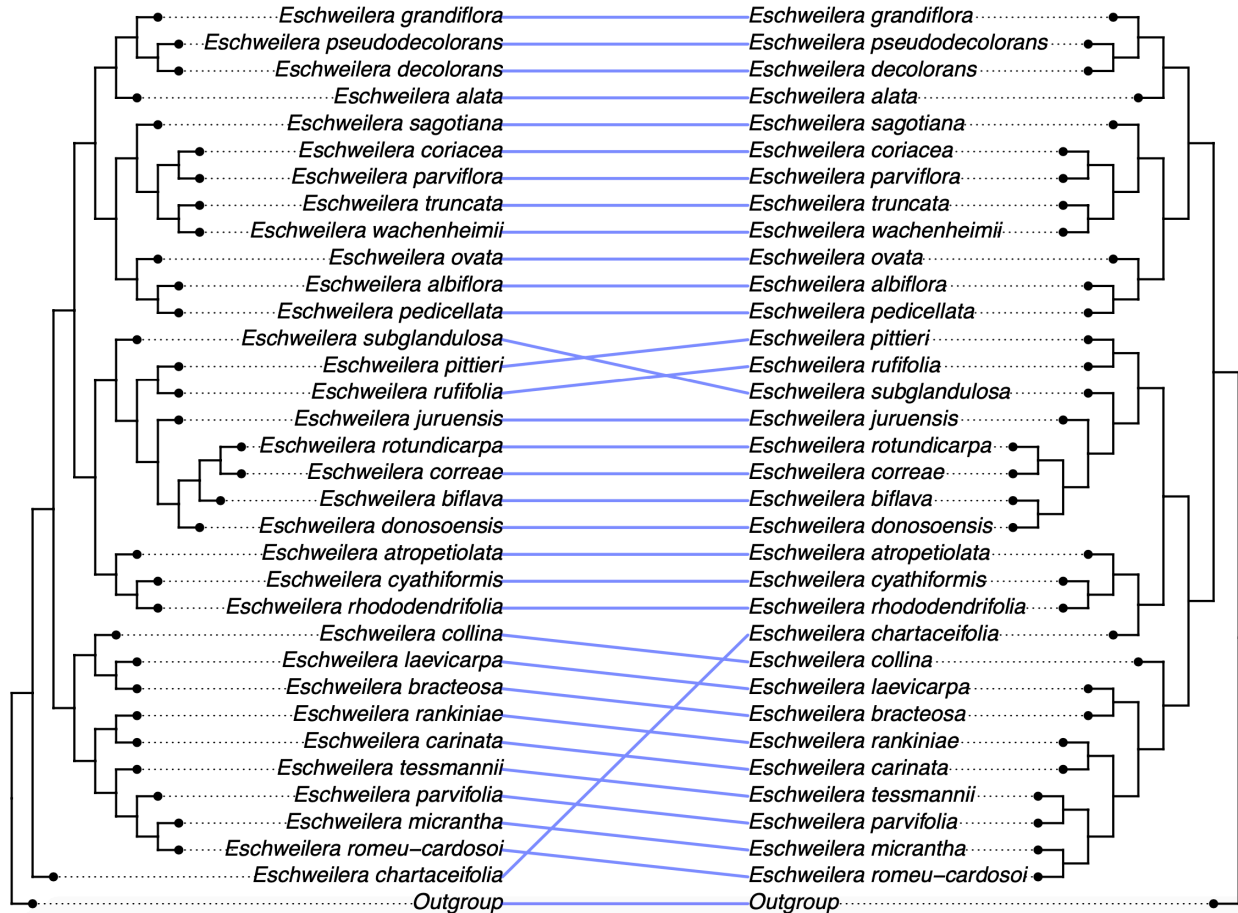 Eschweilera grandiflora Eschweilera grandiflora
Eschweilera pseudodecolorans Eschweilera pseudodecolorans
Eschweilera decolorans Eschweilera decolorans
Eschweilera alata Eschweilera alata
Eschweilera sagotiana Eschweilera sagotiana
Eschweilera coriacea Eschweilera coriacea
Eschweilera parviflora Eschweilera parviflora
Eschweilera truncata Eschweilera truncata
Eschweilera wachenheimii Eschweilera wachenheimii
Eschweilera ovata Eschweilera ovata
Eschweilera albiflora Eschweilera albiflora
Eschweilera pedicellata Eschweilera pedicellata
Eschweilera subglandulosa Eschweilera pittieri
Eschweilera pittieri Eschweilera rufifolia
Eschweilera rufifolia Eschweilera subglandulosa
Eschweilera juruensis Eschweilera juruensis
Eschweilera rotundicarpa Eschweilera rotundicarpa
Eschweilera correae Eschweilera correae
Eschweilera biflava Eschweilera biflava
Eschweilera donosoensis Eschweilera donosoensis
Eschweilera atropetiolata Eschweilera atropetiolata
Eschweilera cyathiformis Eschweilera cyathiformis
Eschweilera rhododendrifolia Eschweilera rhododendrifolia
Eschweilera collina Eschweilera chartaceifolia
Eschweilera laevicarpa Eschweilera collina
Eschweilera bracteosa Eschweilera laevicarpa
Eschweilera rankiniae Eschweilera bracteosa
Eschweilera carinata Eschweilera rankiniae
Eschweilera tessmannii Eschweilera carinata
Eschweilera parvifolia Eschweilera tessmannii
Eschweilera micrantha Eschweilera parvifolia
Eschweilera romeu−cardosoi Eschweilera micrantha
Eschweilera chartaceifolia Eschweilera romeu−cardosoi
Outgroup Outgroup